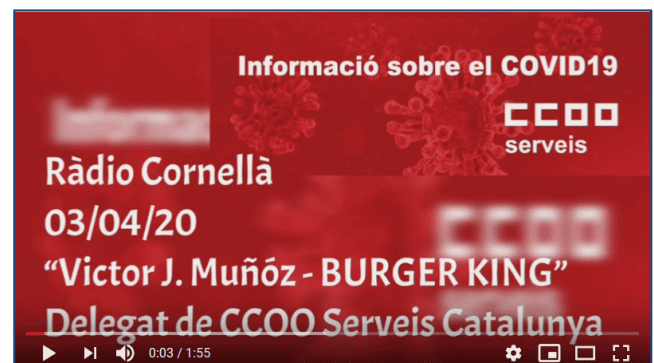 Informació sobre el COVID19
CCOO
serveis
Ràdio Cornellà
03/04/20
“Victor J. Muñóz - BURGER KING”
Delegat de CCOO Serveis Catalunya
0:03 / 1:55